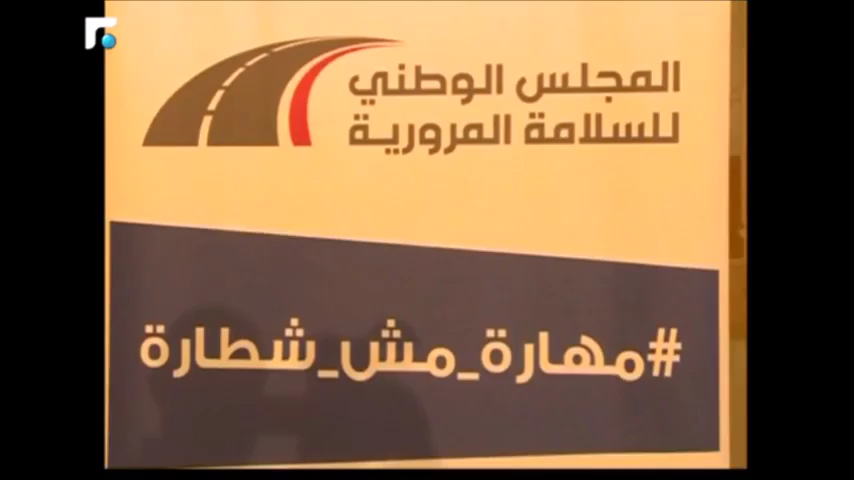 المجلس الوطني
للسلامة المرورية
#مهارة_مش_شطارة